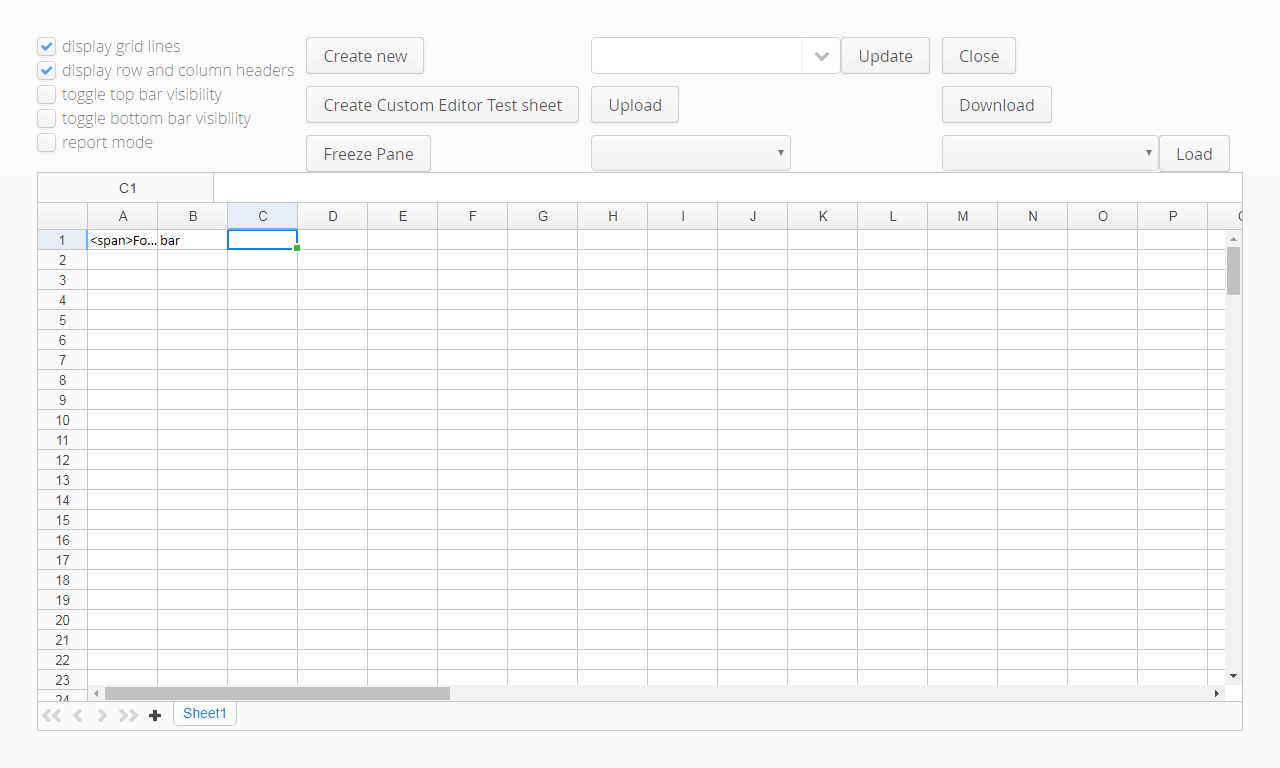 display grid lines
display row and column headers
toggle top bar visibility
toggle bottom bar visibility
report mode
Create new
Update
Close
Create Custom Editor Test sheet
Upload
Download
Freeze Pane
Load
C1
A B C D E F G H I J K L M N O P
1 <span>Fo... bar
2
3
4
5
6
7
8
9
10
11
12
13
14
15
16
17
18
19
20
21
22
23
24
Sheet1